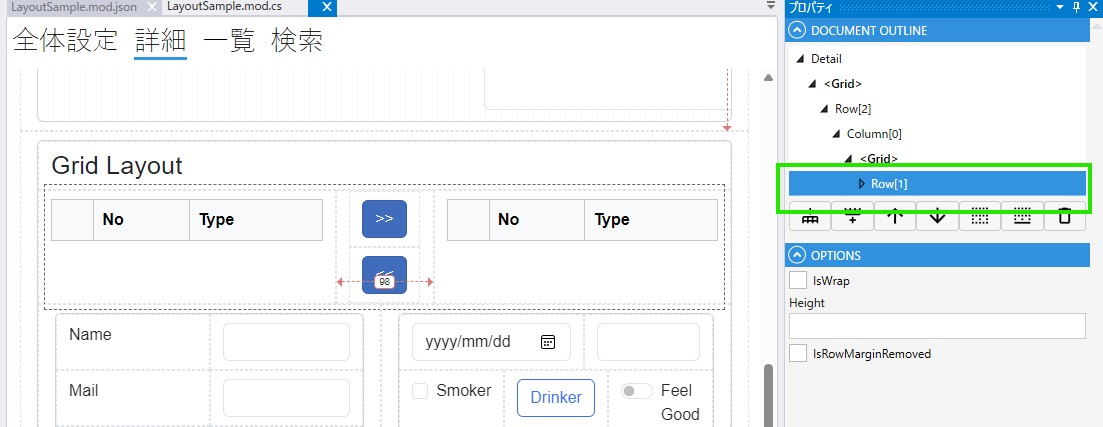 LayoutSample.mod.json
LayoutSample.mod.cs
全体設定 詳細 一覧 検索
Grid Layout
No Type
>>
98
No Type
Name
Mail
yyyy/mm/dd
Smoker
Drinker
Feel
Good
プロパティ
DOCUMENT OUTLINE
Detail
<Grid>
Row[2]
Column[0]
<Grid>
Row[1]
OPTIONS
IsWrap
Height
IsRowMarginRemoved